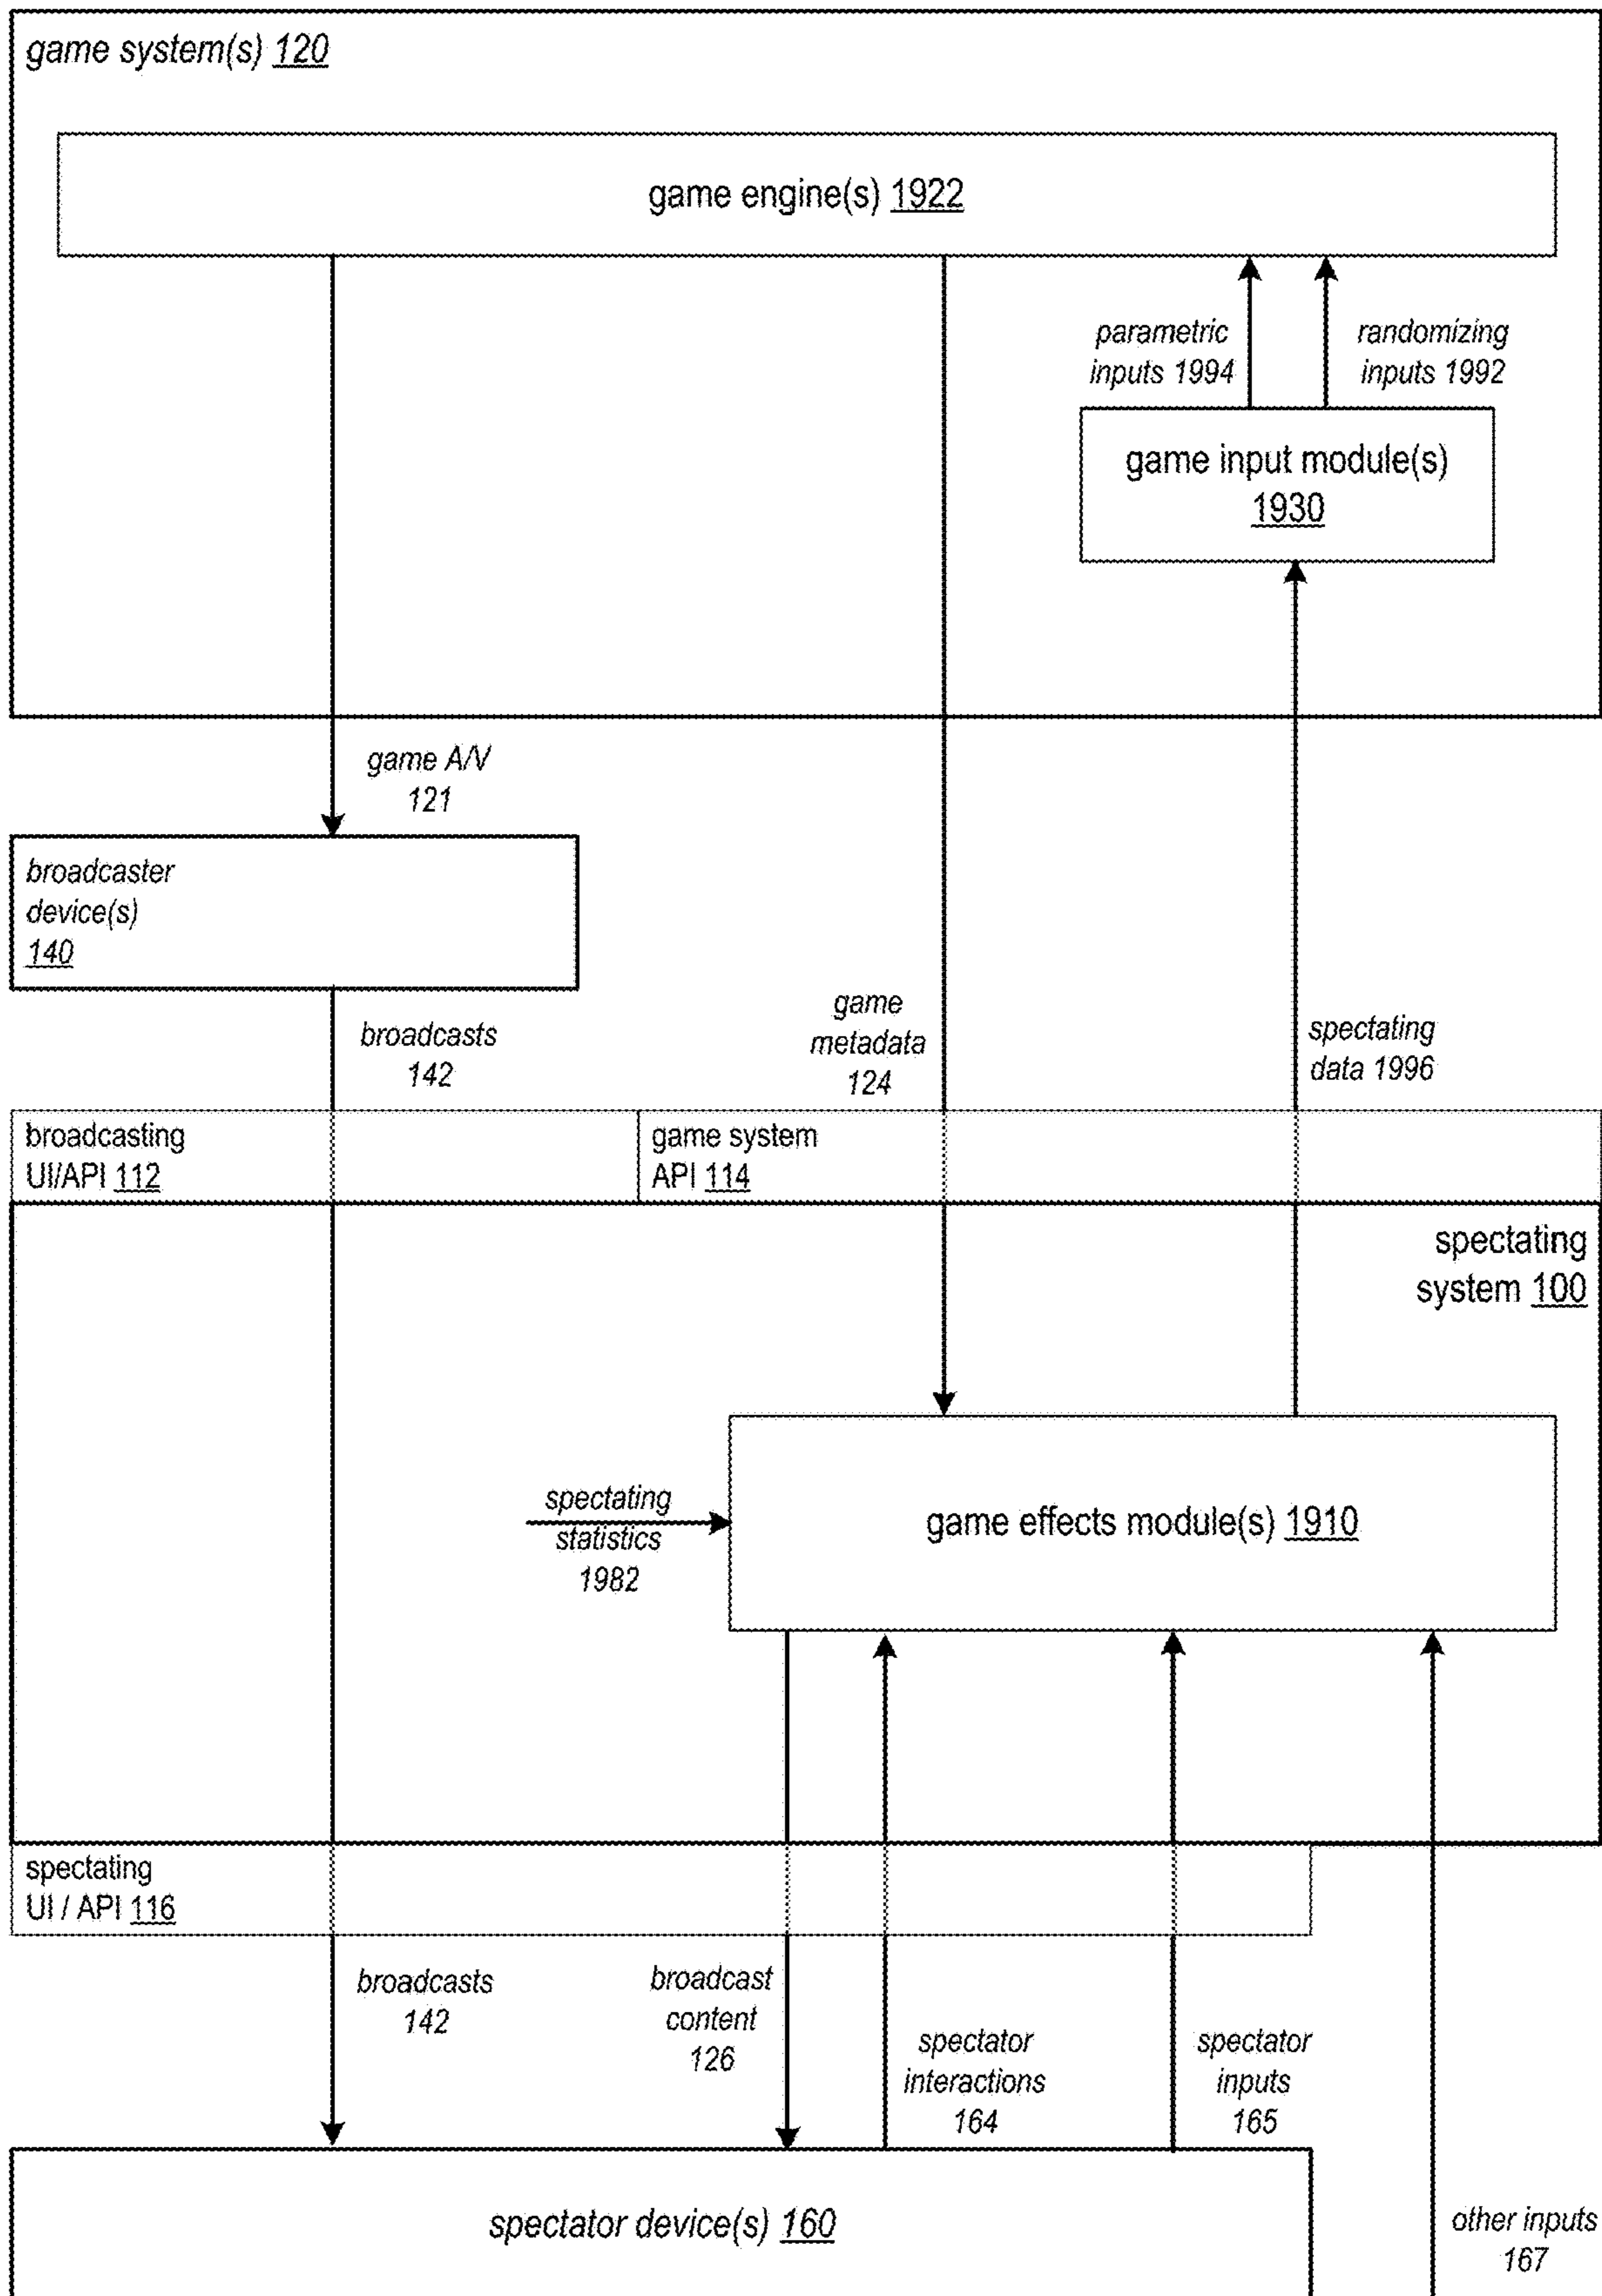 game system(s) 120
game engine(s) 1922
parametric
inputs 1994
randomizing
inputs 1992
game input module(s)
1930
game A/V
121
broadcaster
device(s)
140
broadcasts
142
game
metadata
124
spectating
data 1996
broadcasting
UI/API 112
game system
API 114
spectating
system 100
spectating
statistics
1982
game effects module(s) 1910
spectating
UI / API 116
broadcasts
142
broadcast
content
126
spectator
interactions
164
spectator
inputs
165
spectator device(s) 160
other inputs
167